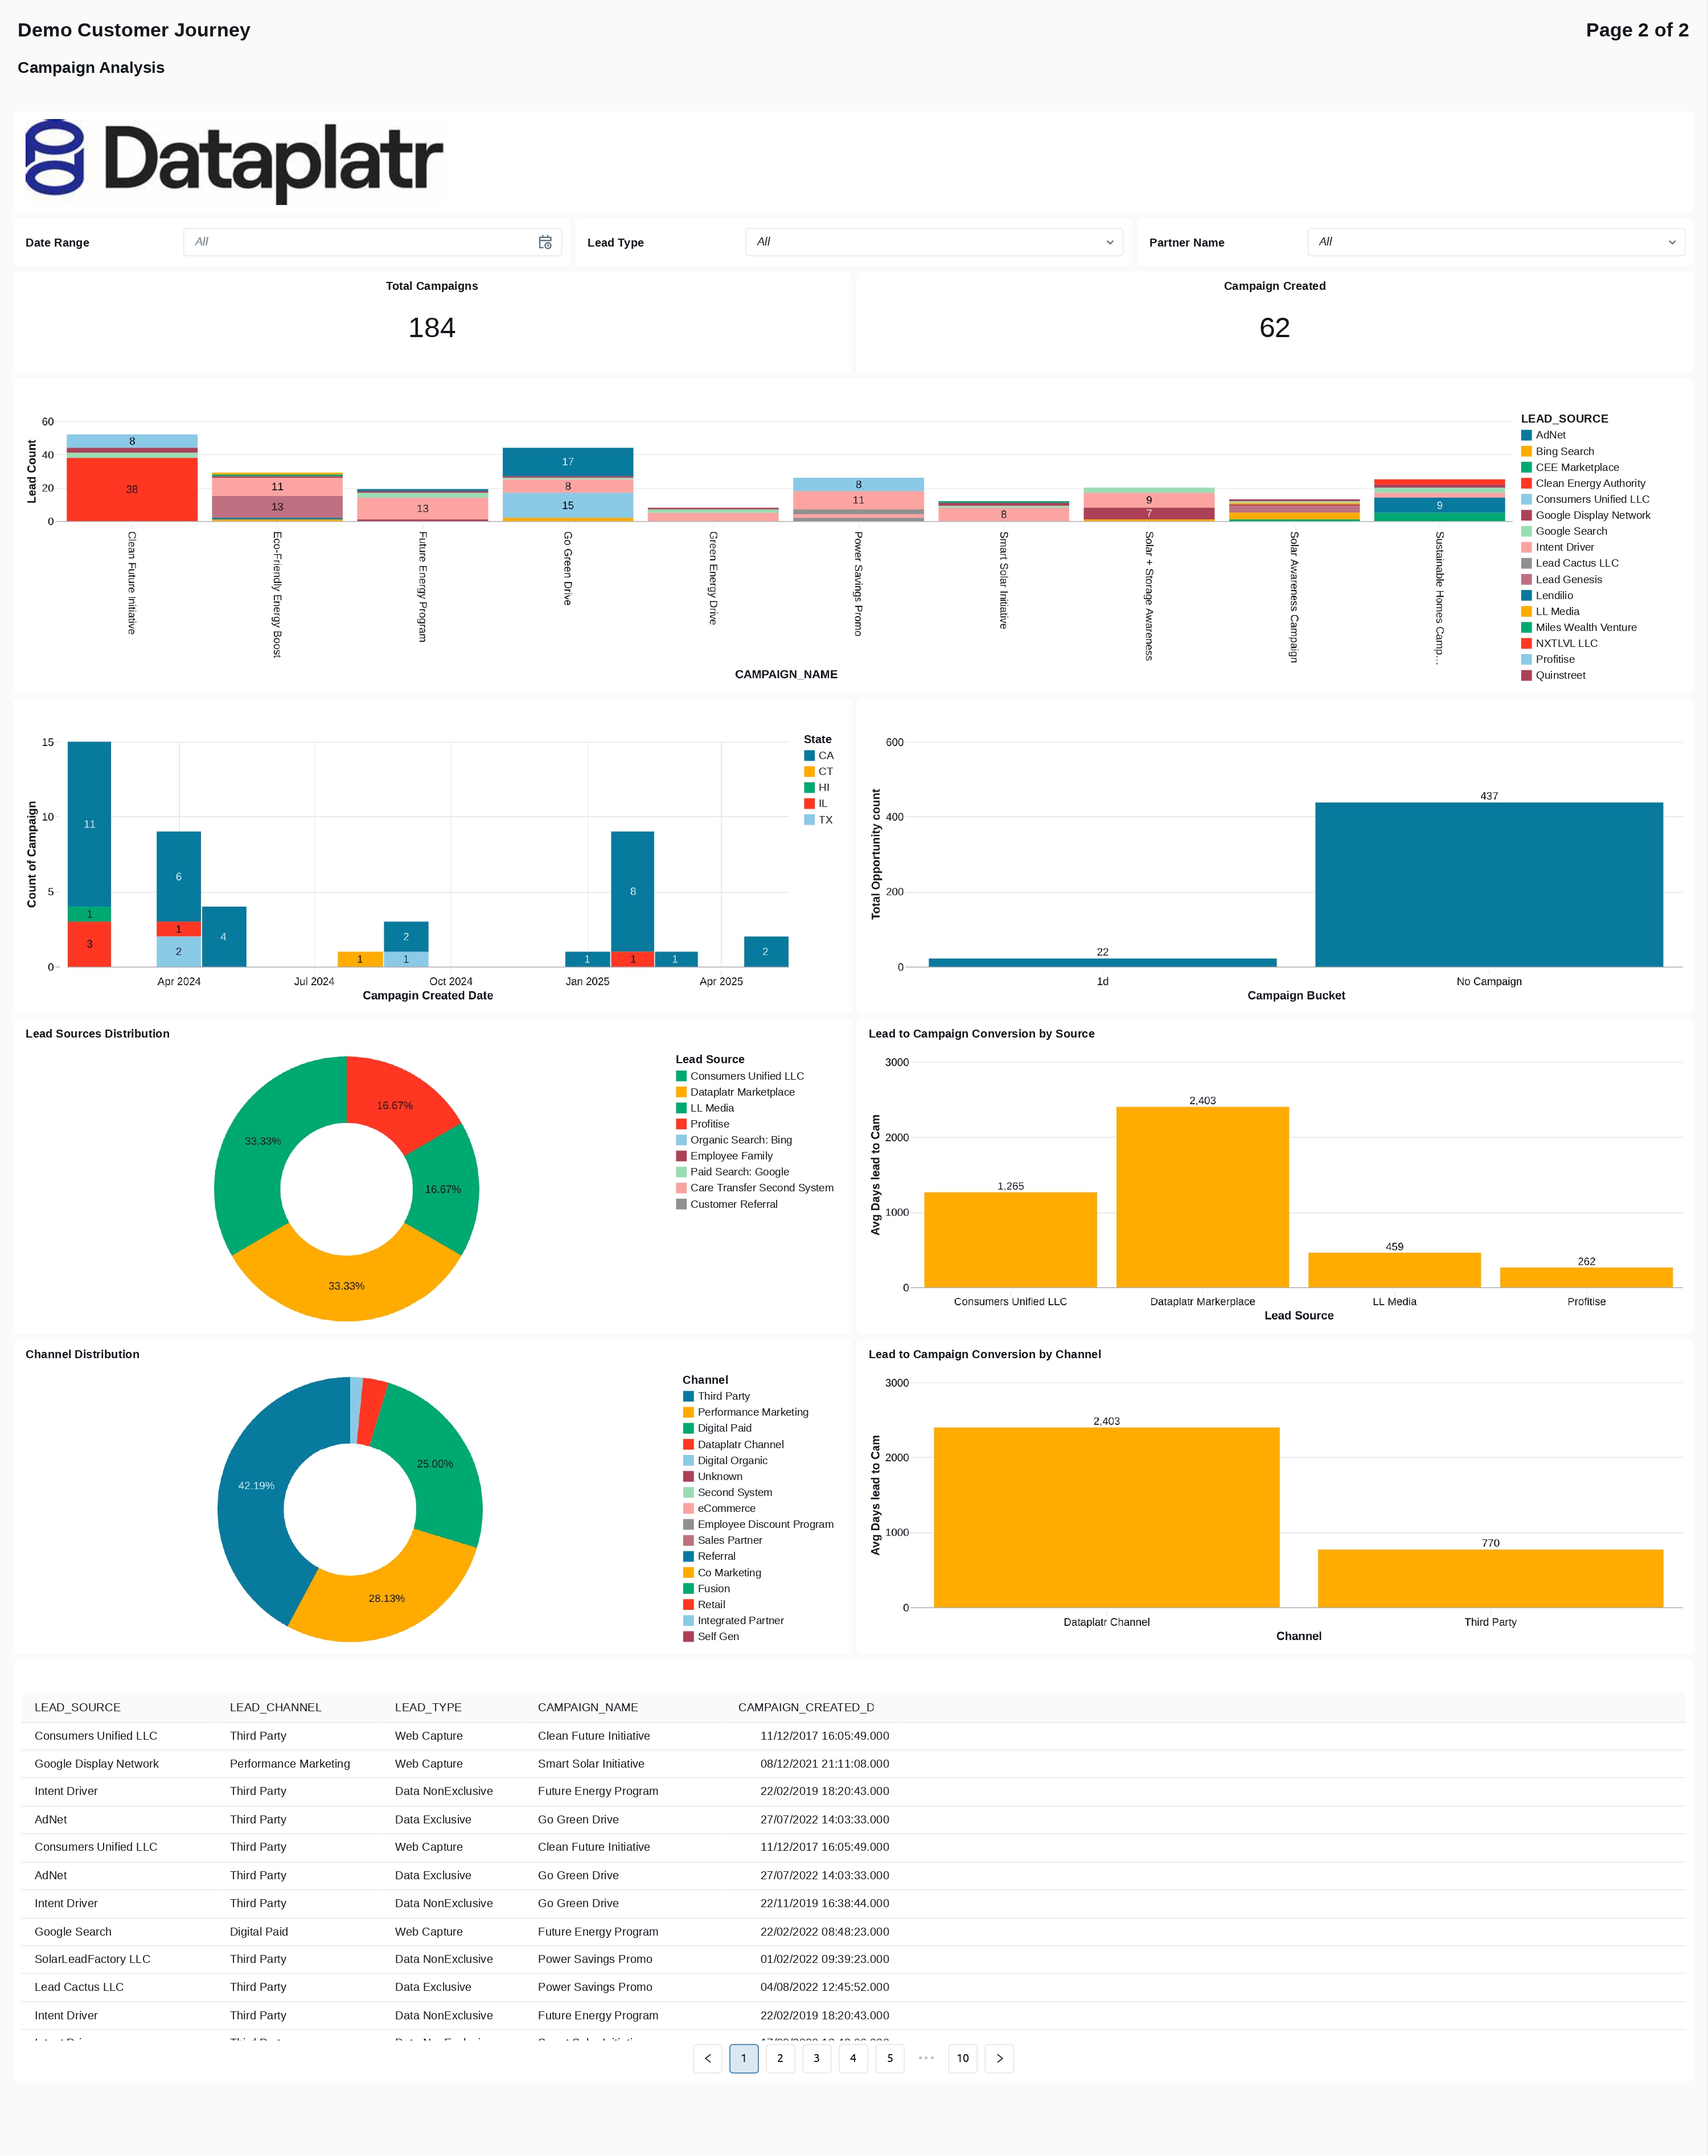 Demo Customer Journey
Page 2 of 2
Campaign Analysis
Dataplatr
Date Range
All
Lead Type
All
Partner Name
All
Total Campaigns
184
Campaign Created
62
Lead Count
60
40
20
0
8
38
11
13
13
17
8
15
8
11
8
9
7
9
Clean Future Initiative
Eco-Friendly Energy Boost
Future Energy Program
Go Green Drive
Green Energy Drive
Power Savings Promo
Smart Solar Initiative
Solar + Storage Awareness
Solar Awareness Campaign
Sustainable Homes Camp…
CAMPAIGN_NAME
LEAD_SOURCE
AdNet
Bing Search
CEE Marketplace
Clean Energy Authority
Consumers Unified LLC
Google Display Network
Google Search
Intent Driver
Lead Cactus LLC
Lead Genesis
Lendilio
LL Media
Miles Wealth Venture
NXTLVL LLC
Profitise
Quinstreet
Count of Campaign
15
10
5
0
11
1
3
6
1
2
4
1
2
1
1
8
1
1
2
Apr 2024
Jul 2024
Oct 2024
Jan 2025
Apr 2025
Campagin Created Date
State
CA
CT
HI
IL
TX
Total Opportunity count
600
400
200
0
22
437
1d
No Campaign
Campaign Bucket
Lead Sources Distribution
16.67%
33.33%
16.67%
33.33%
Lead Source
Consumers Unified LLC
Dataplatr Marketplace
LL Media
Profitise
Organic Search: Bing
Employee Family
Paid Search: Google
Care Transfer Second System
Customer Referral
Lead to Campaign Conversion by Source
Avg Days lead to Cam
3000
2000
1000
0
1,265
2,403
459
262
Consumers Unified LLC
Dataplatr Markerplace
LL Media
Profitise
Lead Source
Channel Distribution
25.00%
42.19%
28.13%
Channel
Third Party
Performance Marketing
Digital Paid
Dataplatr Channel
Digital Organic
Unknown
Second System
eCommerce
Employee Discount Program
Sales Partner
Referral
Co Marketing
Fusion
Retail
Integrated Partner
Self Gen
Lead to Campaign Conversion by Channel
Avg Days lead to Cam
3000
2000
1000
0
2,403
770
Dataplatr Channel
Third Party
Channel
LEAD_SOURCE LEAD_CHANNEL LEAD_TYPE CAMPAIGN_NAME CAMPAIGN_CREATED_D
Consumers Unified LLC Third Party Web Capture Clean Future Initiative 11/12/2017 16:05:49.000
Google Display Network Performance Marketing Web Capture Smart Solar Initiative 08/12/2021 21:11:08.000
Intent Driver Third Party Data NonExclusive Future Energy Program 22/02/2019 18:20:43.000
AdNet Third Party Data Exclusive Go Green Drive 27/07/2022 14:03:33.000
Consumers Unified LLC Third Party Web Capture Clean Future Initiative 11/12/2017 16:05:49.000
AdNet Third Party Data Exclusive Go Green Drive 27/07/2022 14:03:33.000
Intent Driver Third Party Data NonExclusive Go Green Drive 22/11/2019 16:38:44.000
Google Search Digital Paid Web Capture Future Energy Program 22/02/2022 08:48:23.000
SolarLeadFactory LLC Third Party Data NonExclusive Power Savings Promo 01/02/2022 09:39:23.000
Lead Cactus LLC Third Party Data Exclusive Power Savings Promo 04/08/2022 12:45:52.000
Intent Driver Third Party Data NonExclusive Future Energy Program 22/02/2019 18:20:43.000
1 2 3 4 5 ••• 10